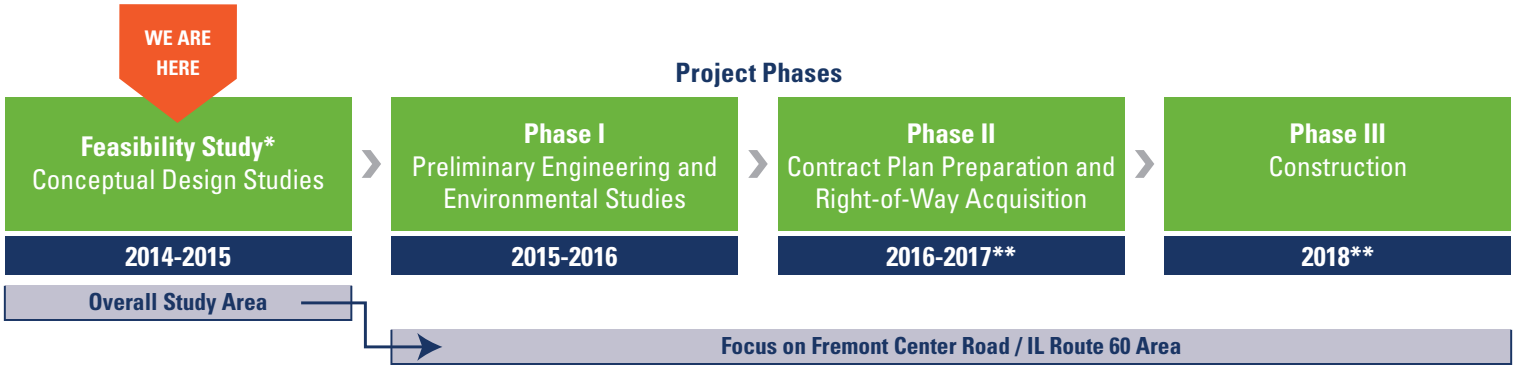 WE ARE
HERE
Project Phases
Feasibility Study*
Conceptual Design Studies
Phase I
Preliminary Engineering and
Environmental Studies
Phase II
Contract Plan Preparation and
Right-of-Way Acquisition
Phase III
Construction
2014-2015
2015-2016
2016-2017**
2018**
Overall Study Area
Focus on Fremont Center Road / IL Route 60 Area